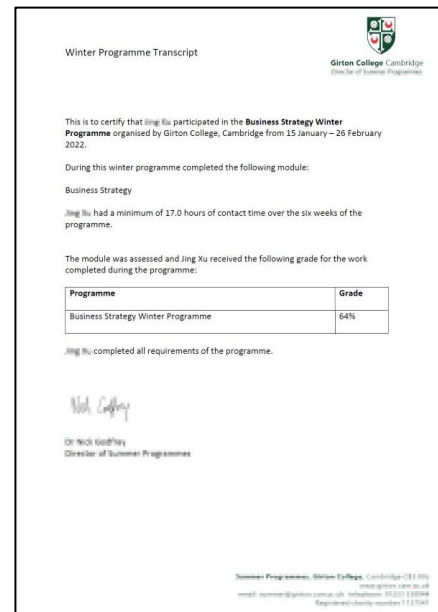 Winter Programme Transcript
Girton College Cambridge
Director of Summer Programmes
This is to certify that participated in the Business Strategy Winter
Programme organised by Girton College, Cambridge from 15 January – 26 February
2022.
During this winter programme completed the following module:
Business Strategy
had a minimum of 17.0 hours of contact time over the six weeks of the
programme.
The module was assessed and Jing Xu received the following grade for the work
completed during the programme:
Programme Grade
Business Strategy Winter Programme 64%
completed all requirements of the programme.
Nick Godfrey
Dr Nick Godfrey
Director of Summer Programmes
Summer Programmes, Girton College, Cambridge